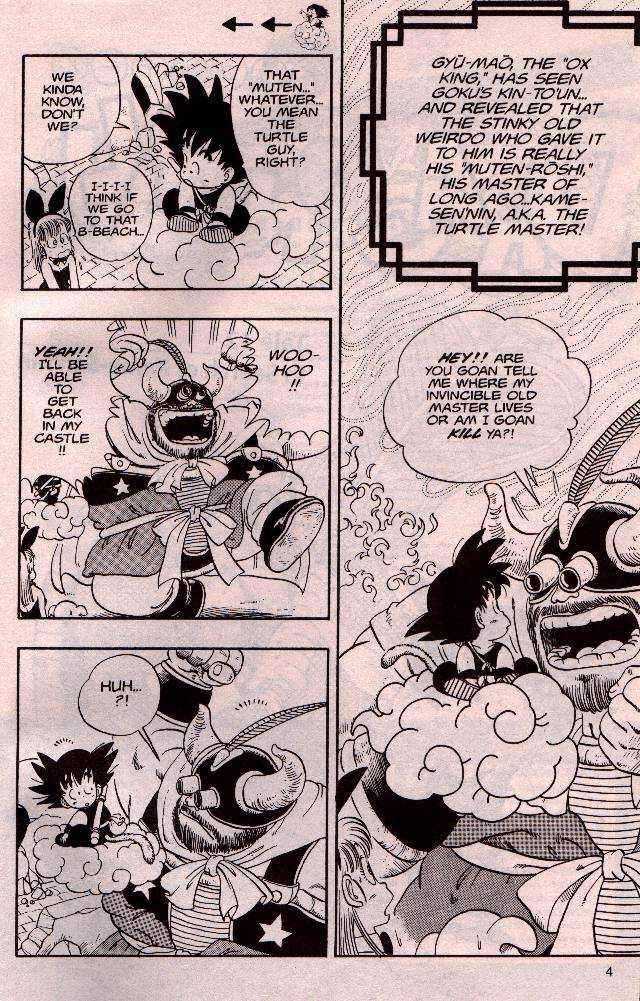 GYŪ-MAŌ, THE "OX
KING," HAS SEEN
GOKU'S KIN-TO'UN...
AND REVEALED THAT
THE STINKY OLD
WEIRDO WHO GAVE IT
TO HIM IS REALLY
HIS "MUTEN-RŌSHI,"
HIS MASTER OF
LONG AGO...KAME-
SEN'NIN, A.K.A. THE
TURTLE MASTER!
HEY!! ARE
YOU GOAN TELL
ME WHERE MY
INVINCIBLE OLD
MASTER LIVES
OR AM I GOAN
KILL YA?!
THAT
"MUTEN..."
WHATEVER...
YOU MEAN
THE
TURTLE
GUY,
RIGHT?
WE
KINDA
KNOW,
DON'T
WE?
I-I-I-I
THINK IF
WE GO
TO THAT
B-BEACH...
WOO-
HOO
!!
YEAH!!
I'LL BE
ABLE
TO
GET
BACK
IN MY
CASTLE
!!
HUH...
?!
4